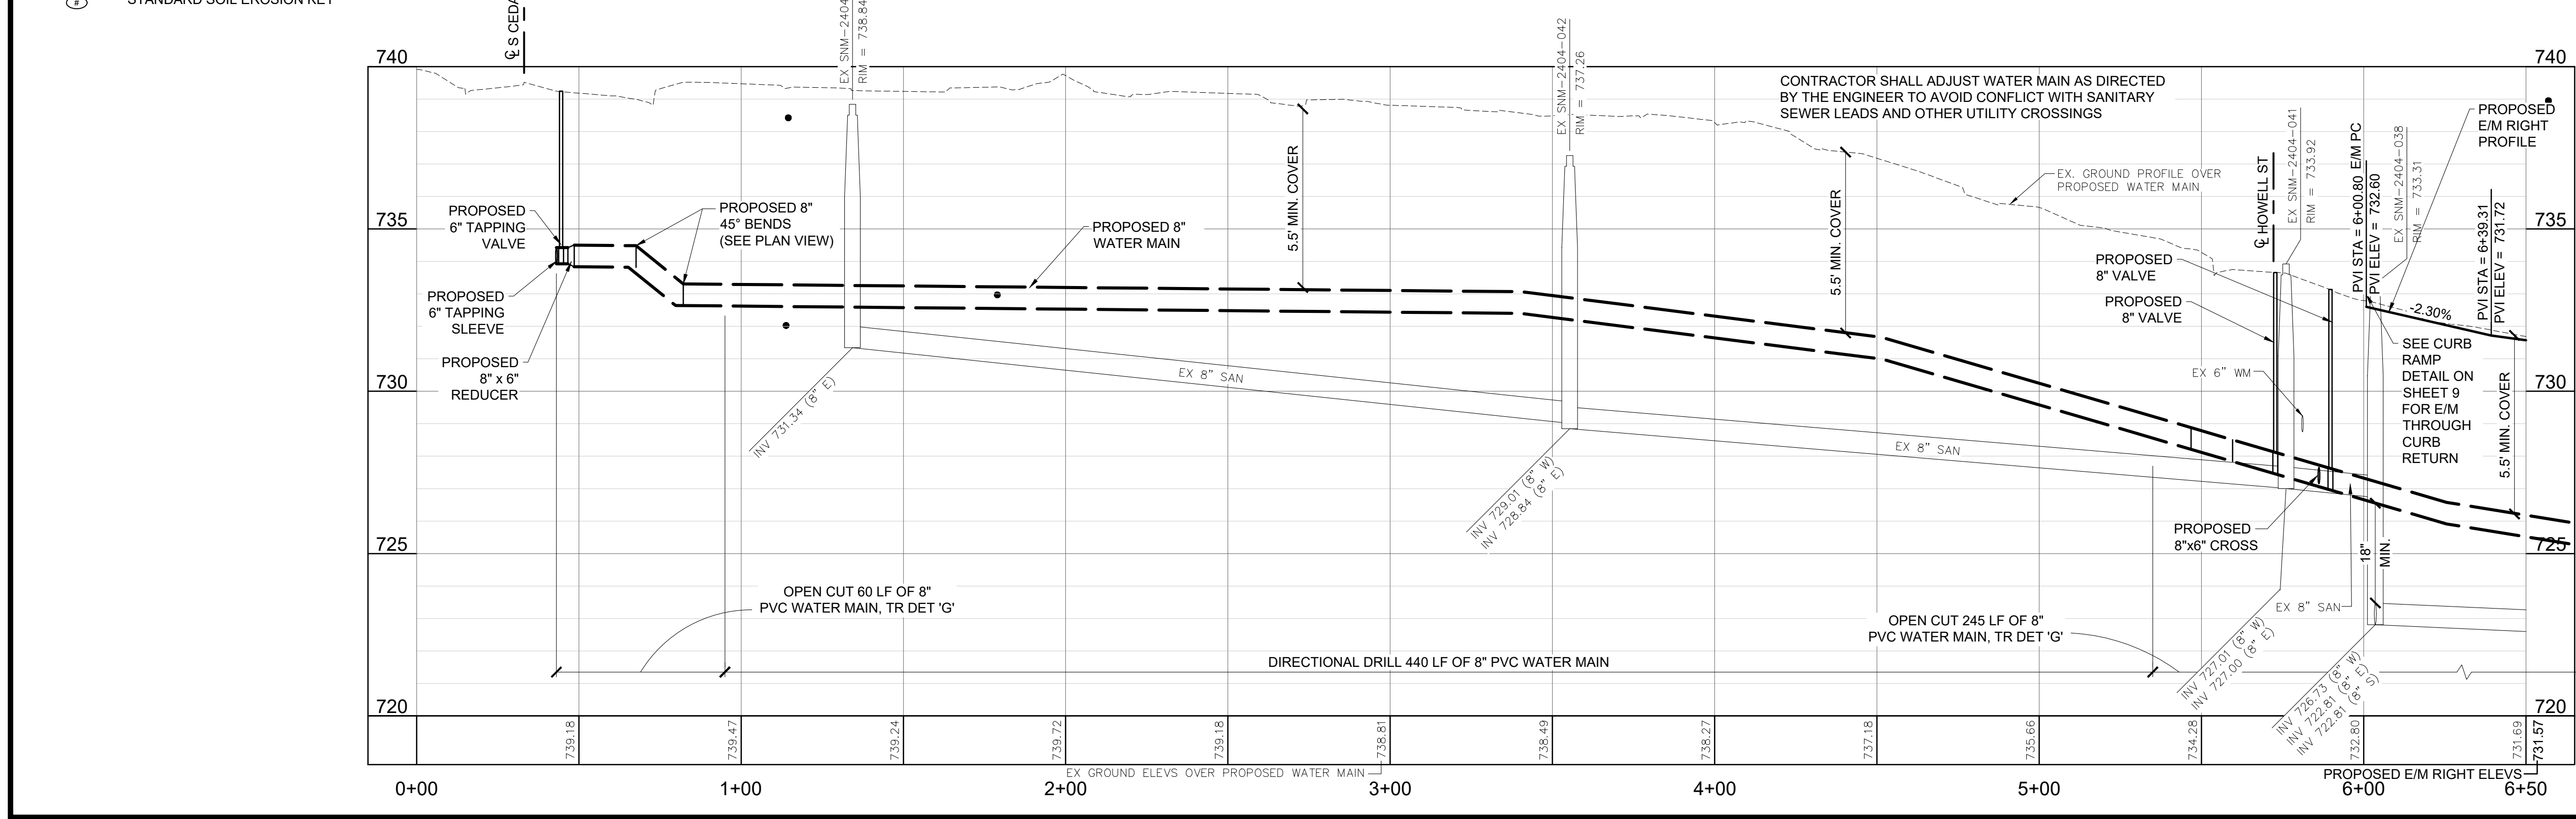 #
STANDARD SOIL EROSION KEY
℄ S CEDA
EX SNM-2404
RIM = 738.84
EX SNM-2404-042
RIM = 737.26
740
740
CONTRACTOR SHALL ADJUST WATER MAIN AS DIRECTED
BY THE ENGINEER TO AVOID CONFLICT WITH SANITARY
SEWER LEADS AND OTHER UTILITY CROSSINGS
PROPOSED
E/M RIGHT
PROFILE
5.5' MIN. COVER
5.5' MIN. COVER
EX. GROUND PROFILE OVER
PROPOSED WATER MAIN
℄ HOWELL ST
EX SNM-2404-041
RIM = 733.92
PVI STA = 6+00.80 E/M PC
PVI ELEV = 732.60
EX SNM-2404-038
RIM = 733.31
PVI STA = 6+39.31
PVI ELEV = 731.72
735
735
PROPOSED
6" TAPPING
VALVE
PROPOSED 8"
45° BENDS
(SEE PLAN VIEW)
PROPOSED 8"
WATER MAIN
PROPOSED
8" VALVE
PROPOSED
8" VALVE
-2.30%
PROPOSED
6" TAPPING
SLEEVE
PROPOSED
8" x 6"
REDUCER
SEE CURB
RAMP
DETAIL ON
SHEET 9
FOR E/M
THROUGH
CURB
RETURN
5.5' MIN. COVER
730
730
EX 8" SAN
EX 6" WM
INV 731.34 (8" E)
EX 8" SAN
INV 729.01 (8" W)
INV 728.84 (8" E)
PROPOSED
8"x6" CROSS
18"
MIN.
725
725
OPEN CUT 60 LF OF 8"
PVC WATER MAIN, TR DET 'G'
OPEN CUT 245 LF OF 8"
PVC WATER MAIN, TR DET 'G'
EX 8" SAN
DIRECTIONAL DRILL 440 LF OF 8" PVC WATER MAIN
INV 727.01 (8" W)
INV 727.00 (8" E)
INV 726.73 (8" W)
INV 722.81 (8" E)
INV 722.81 (8" S)
720
720
739.18
739.47
739.24
739.72
739.18
738.81
738.49
738.27
737.18
735.66
734.28
732.80
731.69
731.57
EX GROUND ELEVS OVER PROPOSED WATER MAIN
PROPOSED E/M RIGHT ELEVS
0+00
1+00
2+00
3+00
4+00
5+00
6+00
6+50